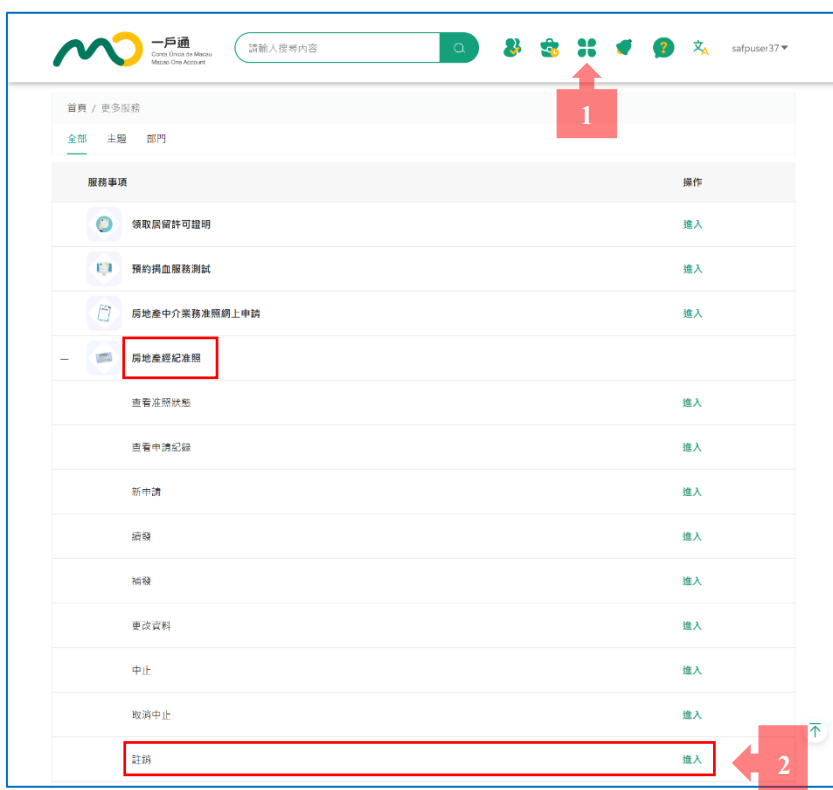 一戶通
Conta Única de Macau
Macao One Account
請輸入搜尋內容
?
文A
safpuser37
1
首頁 / 更多服務
全部 主題 部門
服務事項 操作
領取居留許可證明 進入
預約捐血服務測試 進入
房地產中介業務准照網上申請 進入
房地產經紀准照
查看准照狀態 進入
查看申請紀錄 進入
新申請 進入
續發 進入
補發 進入
更改資料 進入
中止 進入
取消中止 進入
註銷 進入
2